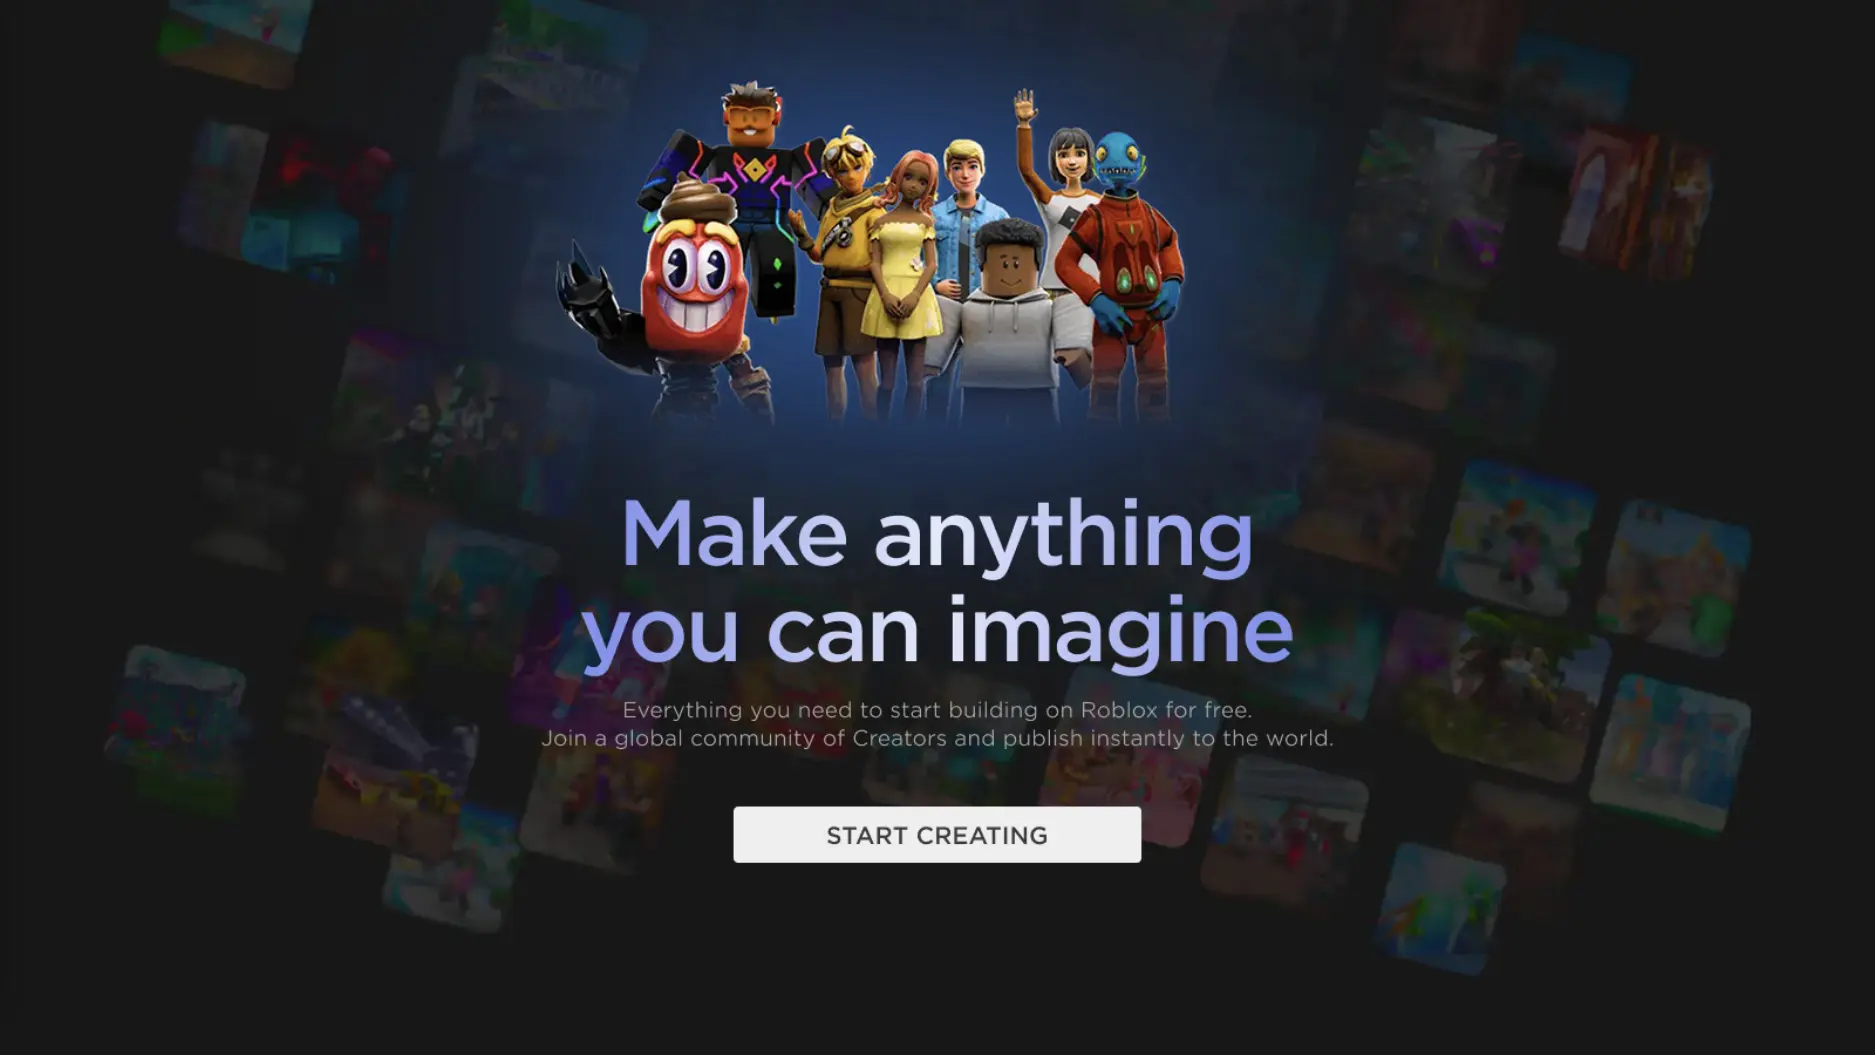 Make anything
you can imagine
Everything you need to start building on Roblox for free.
Join a global community of Creators and publish instantly to the world.
START CREATING